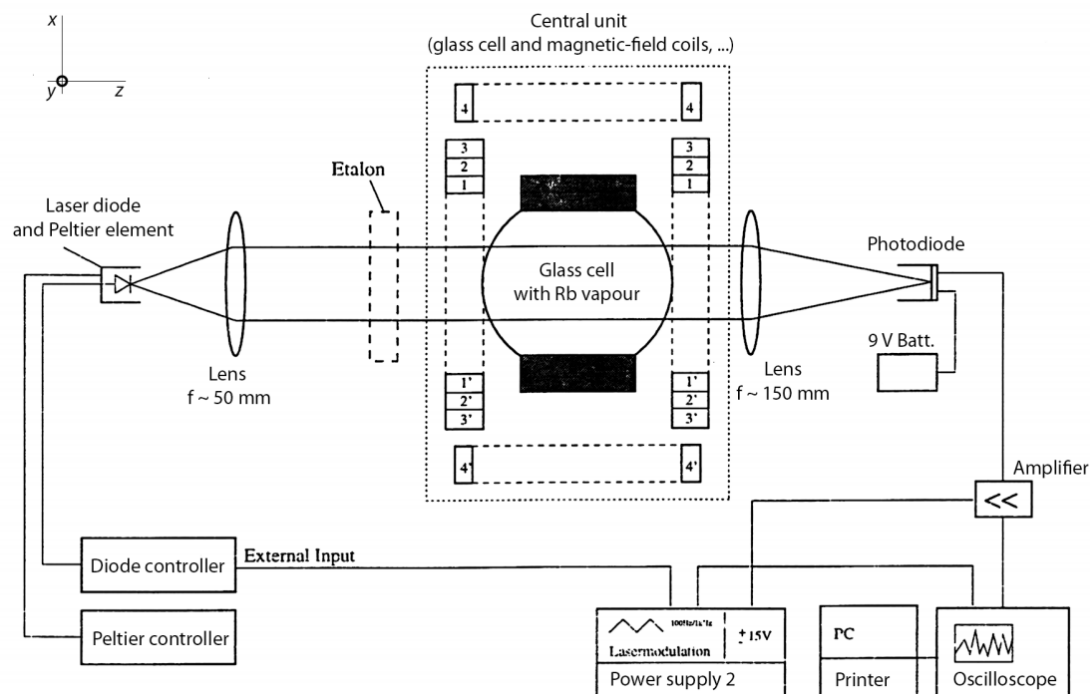 x
y
z
Central unit
(glass cell and magnetic-field coils, ...)
4
4
3
2
1
3
2
1
Etalon
Laser diode
and Peltier element
Glass cell
with Rb vapour
Photodiode
9 V Batt.
Lens
f ~ 50 mm
Lens
f ~ 150 mm
1'
2'
3'
1'
2'
3'
4'
4'
Amplifier
<<
External Input
Diode controller
Peltier controller
± 15V
Lasermodulation
Power supply 2
PC
Printer
Oscilloscope